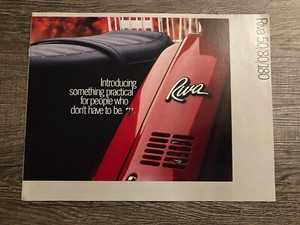 Introducing
something practical
for people who
don't have to be.
Riva
Riva 50/80/180